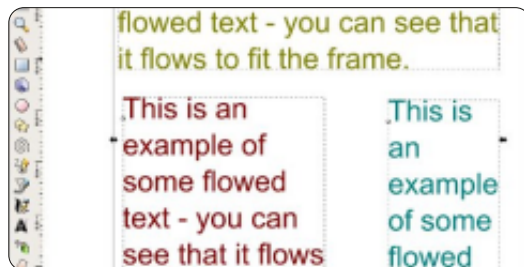 flowed text - you can see that
it flows to fit the frame.
This is an
example of
some flowed
text - you can
see that it flows
This is
an
example
of some
flowed